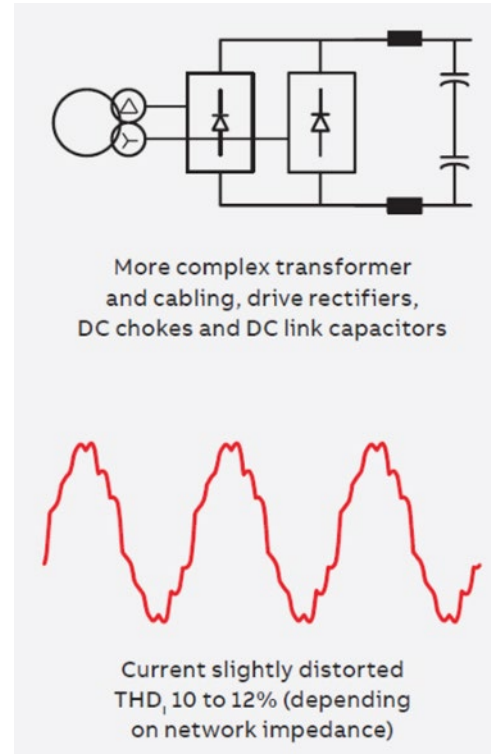 More complex transformer
and cabling, drive rectifiers,
DC chokes and DC link capacitors
Current slightly distorted
THDI 10 to 12% (depending
on network impedance)